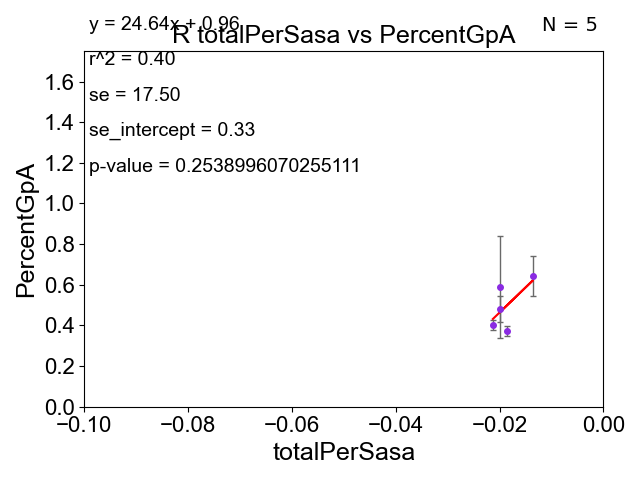 y = 24.64x + 0.96
N = 5
R totalPerSasa vs PercentGpA
r^2 = 0.40
se = 17.50
se_intercept = 0.33
p-value = 0.2538996070255111
PercentGpA
1.6
1.4
1.2
1.0
0.8
0.6
0.4
0.2
0.0
−0.10 −0.08 −0.06 −0.04 −0.02 0.00
totalPerSasa